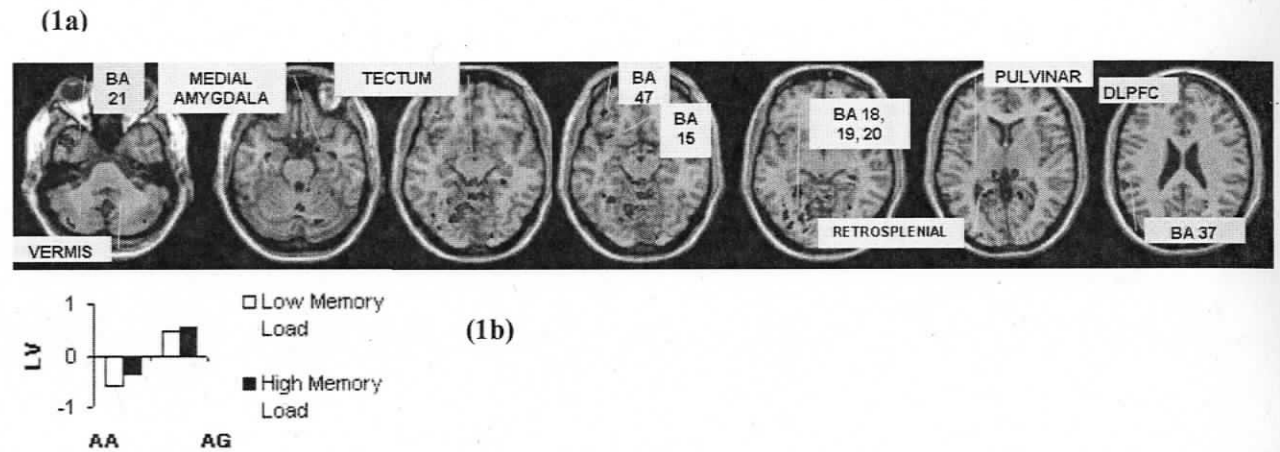 (1a)
BA
21
MEDIAL
AMYGDALA
TECTUM
BA
47
BA
15
BA 18,
19, 20
PULVINAR
DLPFC
VERMIS
RETROSPLENIAL
BA 37
1
0
-1
LV
AA
AG
Low Memory
Load
High Memory
Load
(1b)